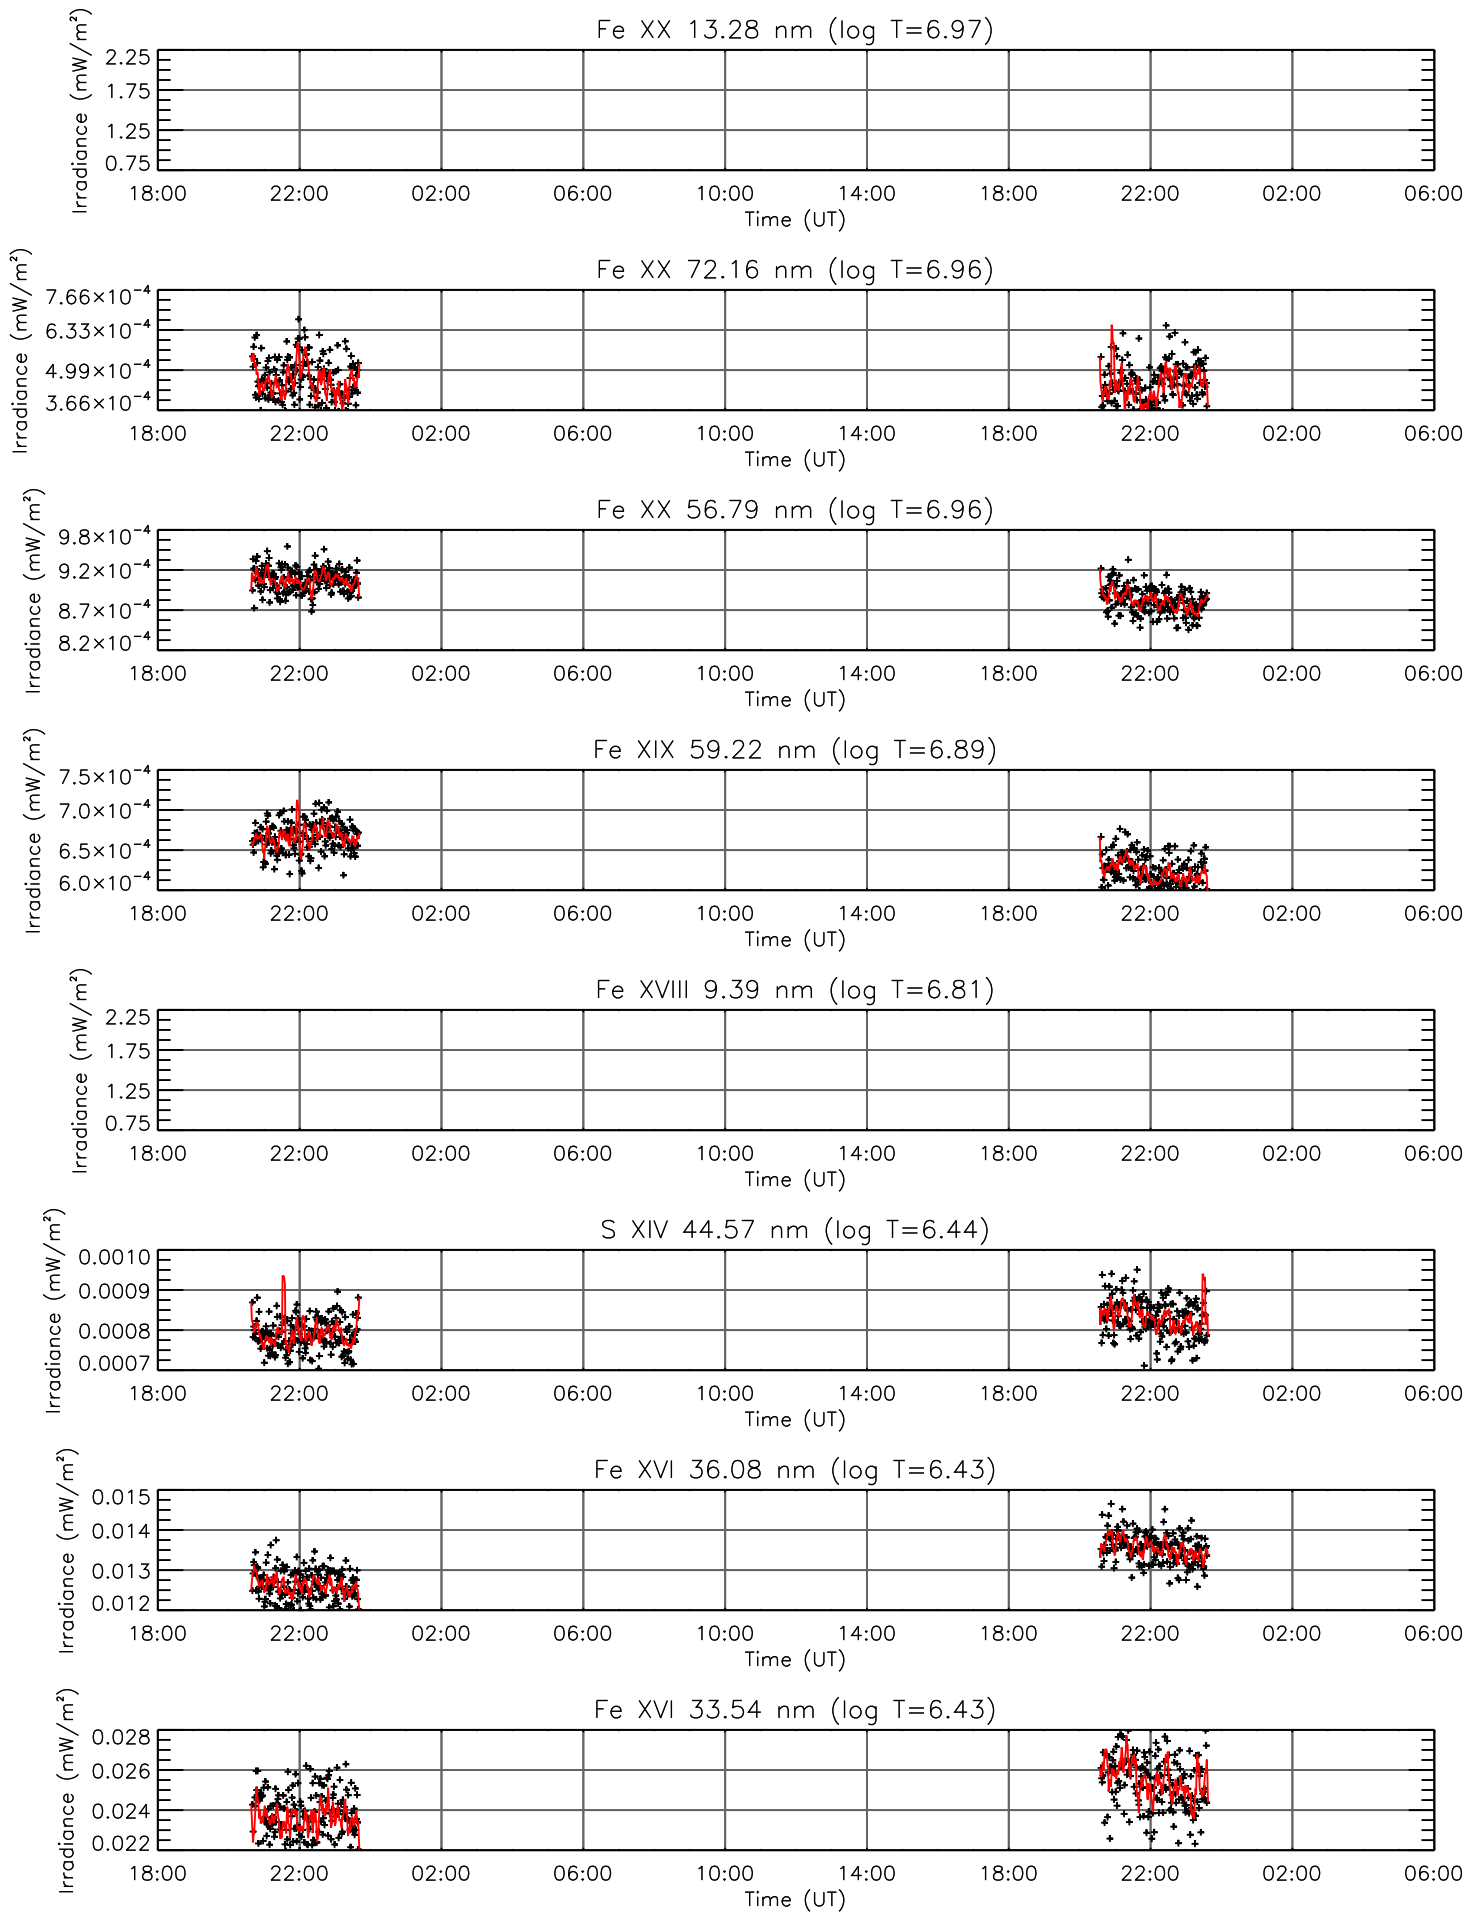 Fe XX 13.28 nm (log T=6.97)
Irradiance (mW/m²)
2.25
1.75
1.25
0.75
18:00 22:00 02:00 06:00 10:00 14:00 18:00 22:00 02:00 06:00
Time (UT)
Fe XX 72.16 nm (log T=6.96)
Irradiance (mW/m²)
7.66×10⁻⁴
6.33×10⁻⁴
4.99×10⁻⁴
3.66×10⁻⁴
18:00 22:00 02:00 06:00 10:00 14:00 18:00 22:00 02:00 06:00
Time (UT)
Fe XX 56.79 nm (log T=6.96)
Irradiance (mW/m²)
9.8×10⁻⁴
9.2×10⁻⁴
8.7×10⁻⁴
8.2×10⁻⁴
18:00 22:00 02:00 06:00 10:00 14:00 18:00 22:00 02:00 06:00
Time (UT)
Fe XIX 59.22 nm (log T=6.89)
Irradiance (mW/m²)
7.5×10⁻⁴
7.0×10⁻⁴
6.5×10⁻⁴
6.0×10⁻⁴
18:00 22:00 02:00 06:00 10:00 14:00 18:00 22:00 02:00 06:00
Time (UT)
Fe XVIII 9.39 nm (log T=6.81)
Irradiance (mW/m²)
2.25
1.75
1.25
0.75
18:00 22:00 02:00 06:00 10:00 14:00 18:00 22:00 02:00 06:00
Time (UT)
S XIV 44.57 nm (log T=6.44)
Irradiance (mW/m²)
0.0010
0.0009
0.0008
0.0007
18:00 22:00 02:00 06:00 10:00 14:00 18:00 22:00 02:00 06:00
Time (UT)
Fe XVI 36.08 nm (log T=6.43)
Irradiance (mW/m²)
0.015
0.014
0.013
0.012
18:00 22:00 02:00 06:00 10:00 14:00 18:00 22:00 02:00 06:00
Time (UT)
Fe XVI 33.54 nm (log T=6.43)
Irradiance (mW/m²)
0.028
0.026
0.024
0.022
18:00 22:00 02:00 06:00 10:00 14:00 18:00 22:00 02:00 06:00
Time (UT)